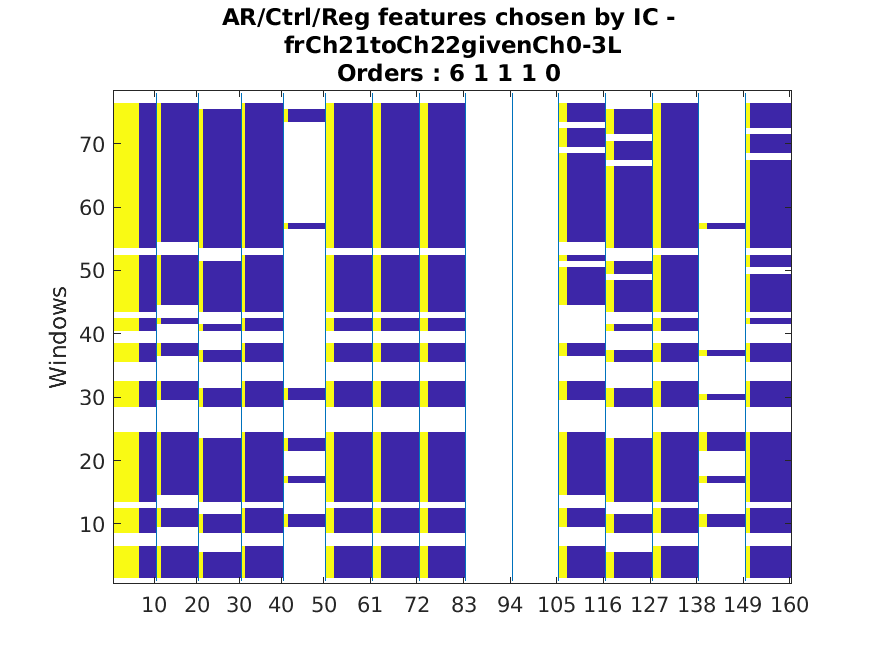 AR/Ctrl/Reg features chosen by IC -
frCh21toCh22givenCh0-3L
Orders : 6 1 1 1 0
Windows
70
60
50
40
30
20
10
10 20 30 40 50 61 72 83 94 105 116 127 138 149 160